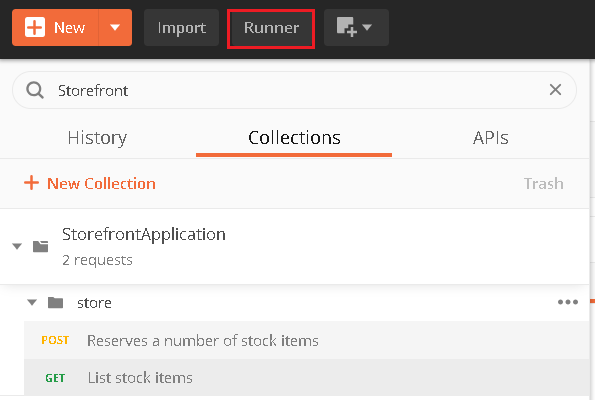 New Import Runner
Storefront
History Collections APIs
New Collection Trash
StorefrontApplication
2 requests
store
POST Reserves a number of stock items
GET List stock items